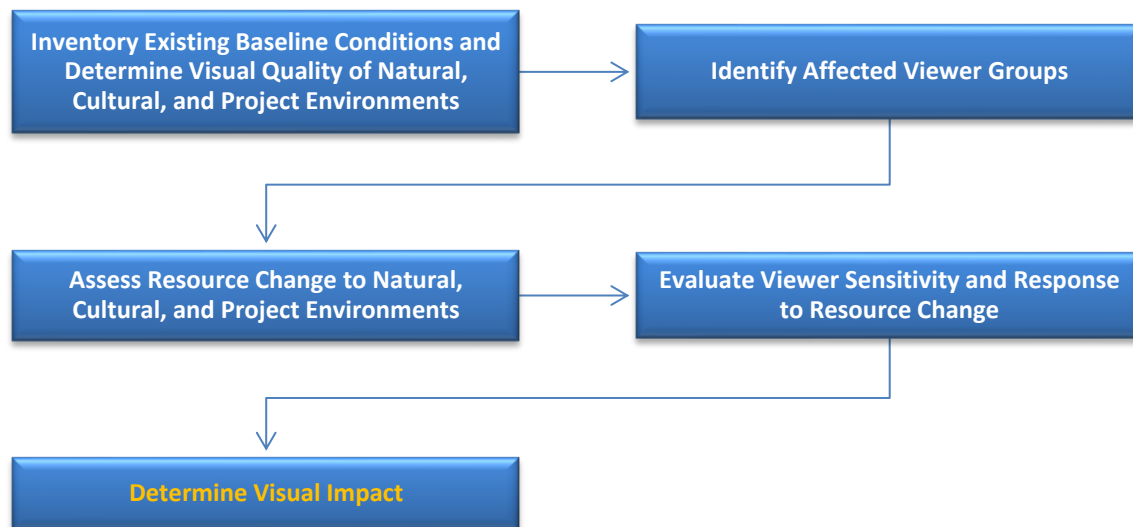 Inventory Existing Baseline Conditions and
Determine Visual Quality of Natural,
Cultural, and Project Environments
Identify Affected Viewer Groups
Assess Resource Change to Natural,
Cultural, and Project Environments
Evaluate Viewer Sensitivity and Response
to Resource Change
Determine Visual Impact